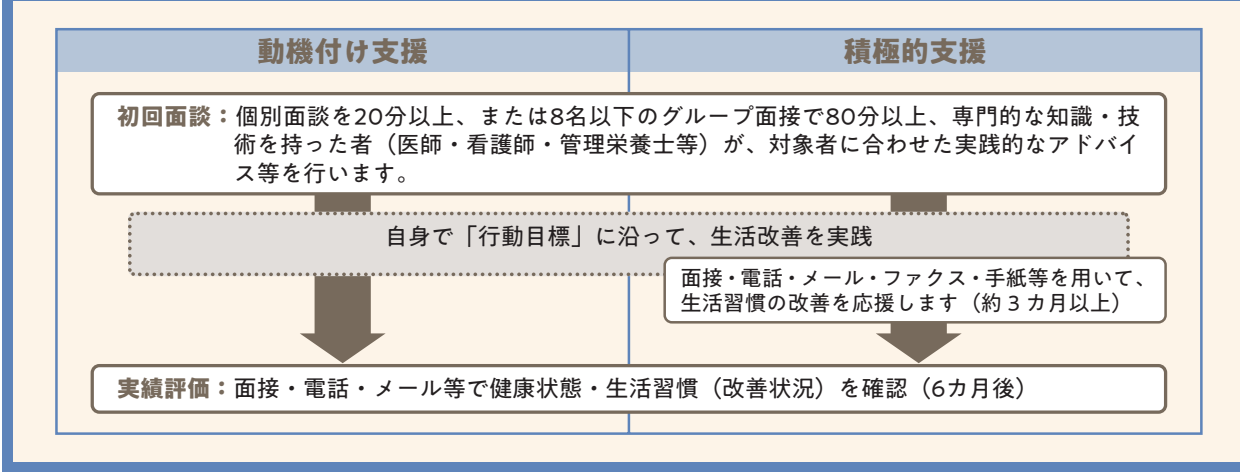 動機付け支援
積極的支援
初回面談：個別面談を20分以上、または8名以下のグループ面接で80分以上、専門的な知識・技
術を持った者（医師・看護師・管理栄養士等）が、対象者に合わせた実践的なアドバイ
ス等を行います。
自身で「行動目標」に沿って、生活改善を実践
面接・電話・メール・ファクス・手紙等を用いて、
生活習慣の改善を応援します（約3カ月以上）
実績評価：面接・電話・メール等で健康状態・生活習慣（改善状況）を確認（6カ月後）